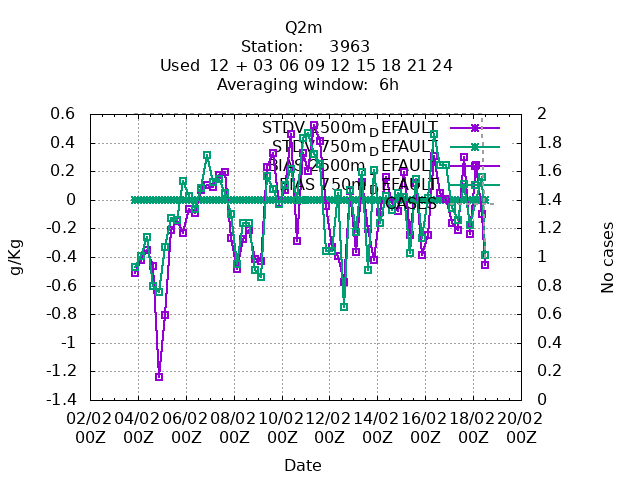 Q2m
Station: 3963
Used 12 + 03 06 09 12 15 18 21 24
Averaging window: 6h
0.6
0.4
0.2
0
-0.2
-0.4
-0.6
-0.8
-1
-1.2
-1.4
g/Kg
STDV 2500m_DEFAULT
STDV 750m_DEFAULT
BIAS 2500m_DEFAULT
BIAS 750m_DEFAULT
CASES
2
1.8
1.6
1.4
1.2
1
0.8
0.6
0.4
0.2
0
No cases
02/02 04/02 06/02 08/02 10/02 12/02 14/02 16/02 18/02 20/02
00Z 00Z 00Z 00Z 00Z 00Z 00Z 00Z 00Z 00Z
Date